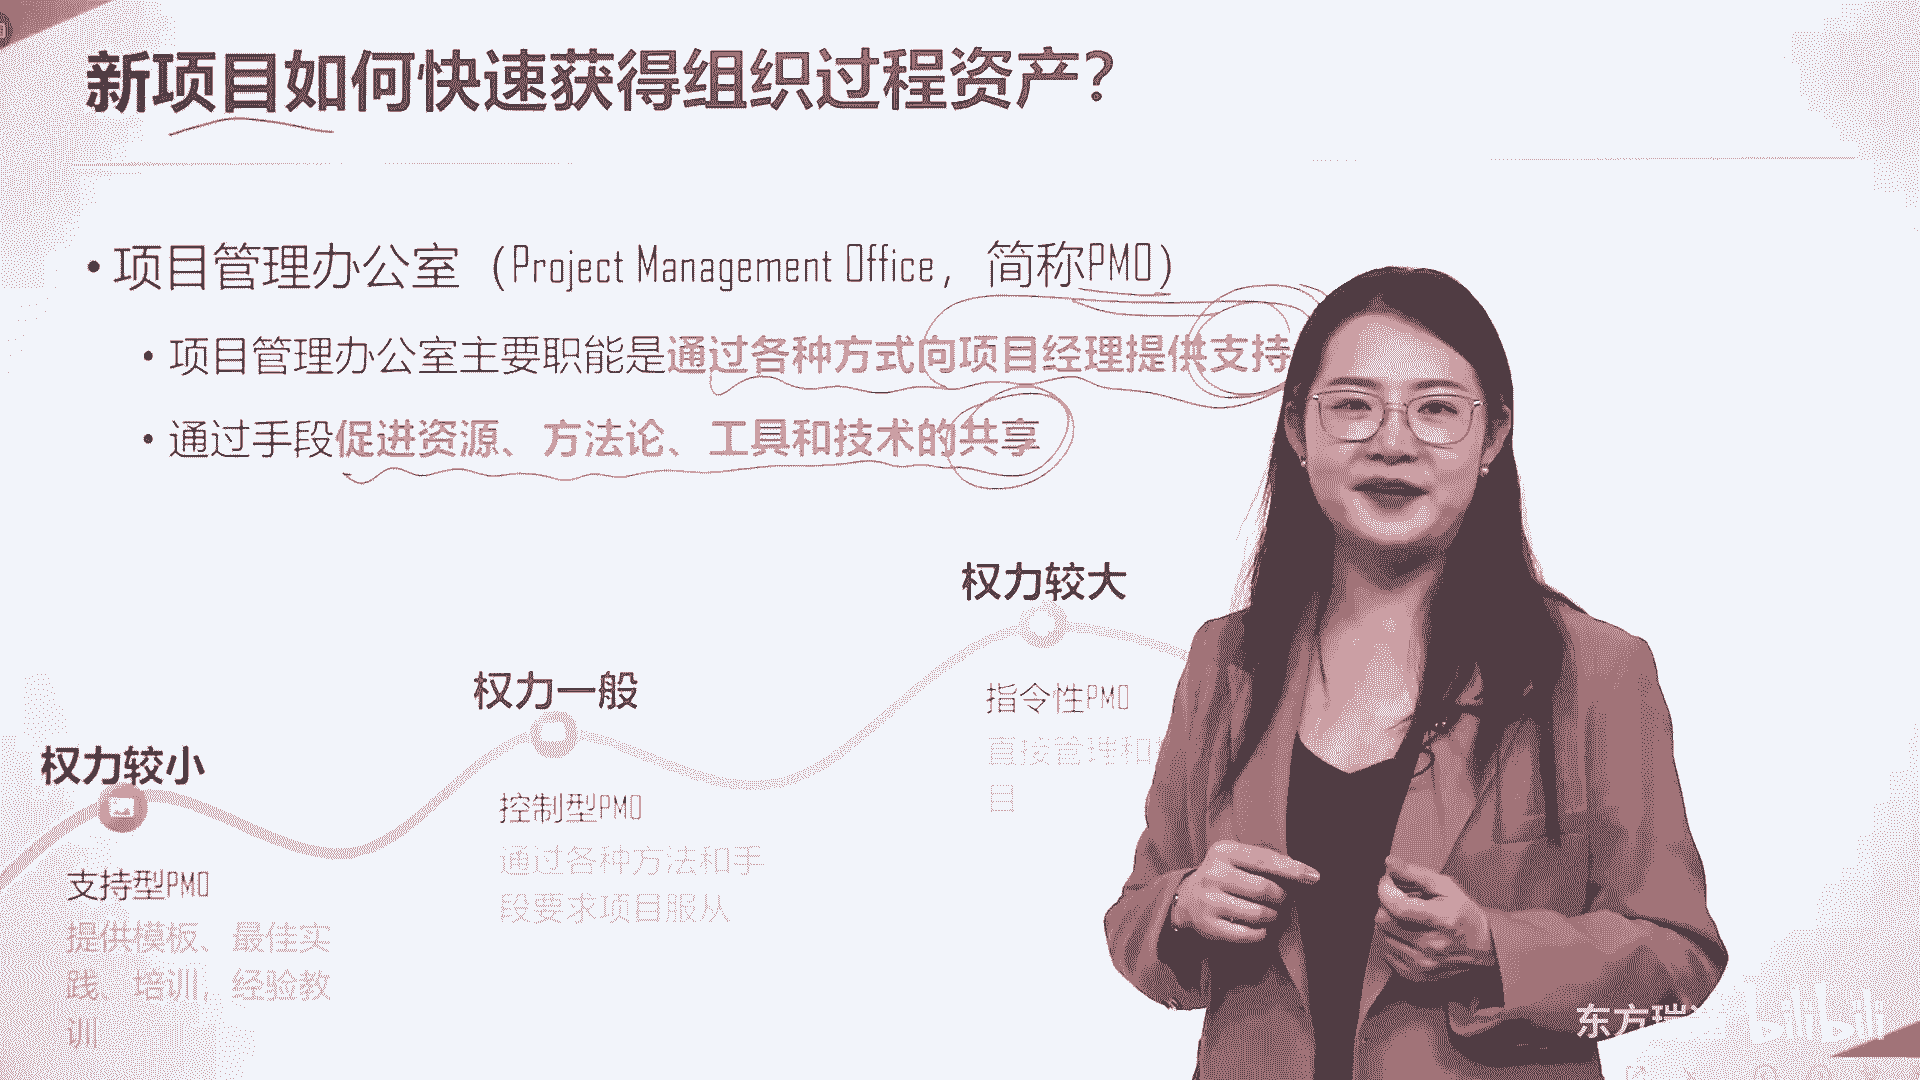 新项目如何快速获得组织过程资产？
• 项目管理办公室（Project Management Office，简称PMO）
• 项目管理办公室主要职能是通过各种方式向项目经理提供支持
• 通过手段促进资源、方法论、工具和技术的共享
权力较大
指令性PMO
直接管理和
目
权力一般
控制型PMO
通过各种方法和手
段要求项目服从
权力较小
支持型PMO
提供模板、最佳实
践、培训，经验教
训
东方瑞
bilibili